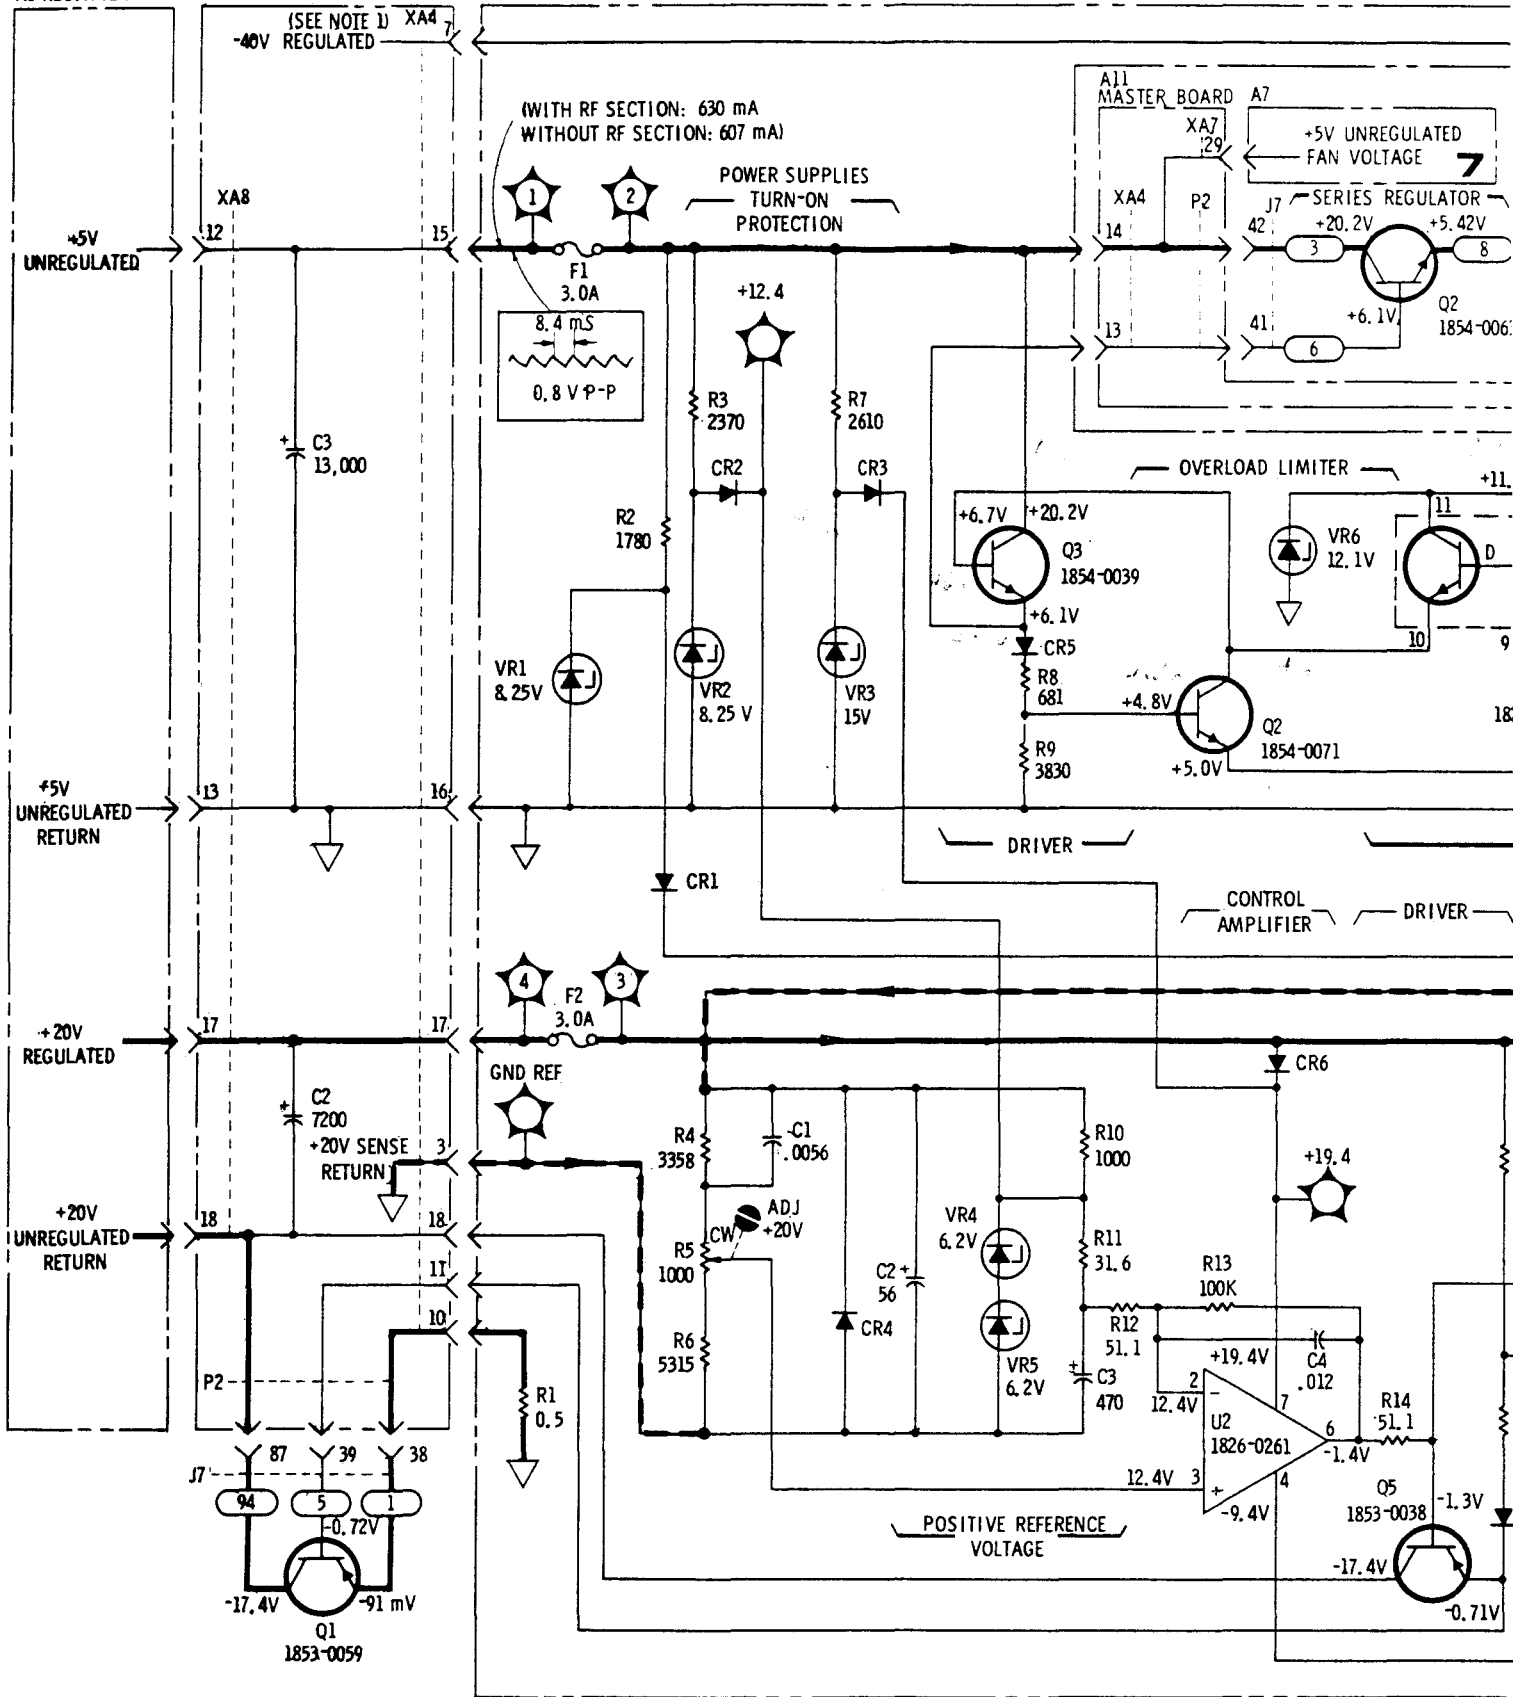 (SEE NOTE 1) XA4 7
-40V REGULATED
(WITH RF SECTION: 630 mA
WITHOUT RF SECTION: 607 mA)
A11
MASTER BOARD A7
XA7
29
+5V UNREGULATED
FAN VOLTAGE 7
POWER SUPPLIES
TURN-ON
PROTECTION
XA8
1
2
XA4
P2
J7
SERIES REGULATOR
+20.2V
+5.42V
+5V
UNREGULATED
12
15
14
42
3
8
F1
3.0A
+12.4
Q2
+6.1V
8.4 mS
0.8 V P-P
13
41
6
R3
2370
R7
2610
C3
13,000
CR2
CR3
OVERLOAD LIMITER
+11.
11
R2
1780
+6.7V
+20.2V
Q3
1854-0039
VR6
12.1V
D
+6.1V
10
9
CR5
VR1
8.25V
VR2
8.25 V
VR3
15V
R8
681
+4.8V
Q2
1854-0071
R9
3830
+5.0V
+5V
UNREGULATED
RETURN
13
16
DRIVER
CR1
CONTROL
AMPLIFIER
DRIVER
4
3
F2
3.0A
+20V
REGULATED
17
17
GND REF
CR6
C2
7200
+20V SENSE
RETURN
3
R4
3358
C1
.0056
R10
1000
+19.4
+20V
UNREGULATED
RETURN
18
18
ADJ
+20V
CW
R5
1000
VR4
6.2V
R11
31.6
C2
56
R13
100K
11
10
CR4
R12
51.1
R6
5315
VR5
6.2V
C3
470
+19.4V
C4
.012
P2
R1
0.5
2
12.4V
-
7
U2
1826-0261
6
-1.4V
R14
51.1
87
39
38
J7
94
5
1
12.4V
3
+
4
-9.4V
Q5
1853-0038
-1.3V
-0.72V
POSITIVE REFERENCE
VOLTAGE
-17.4V
-91 mV
-17.4V
-0.71V
Q1
1853-0059